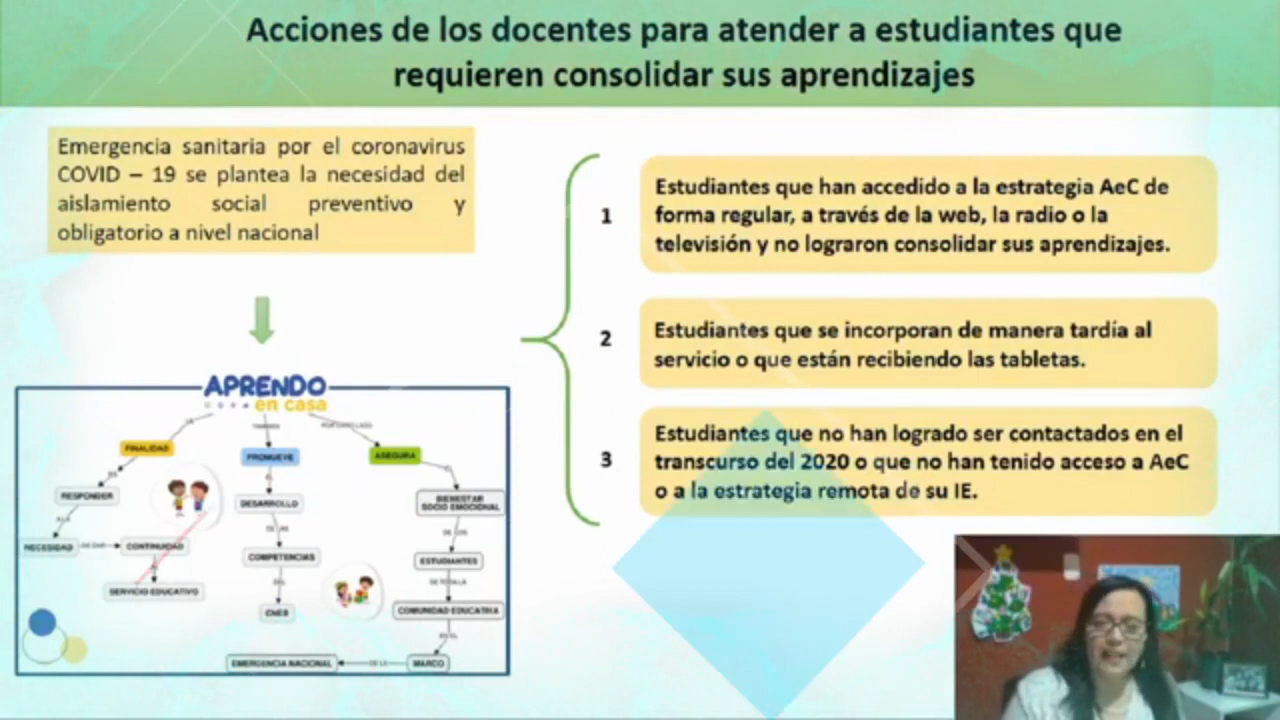 Acciones de los docentes para atender a estudiantes que
requieren consolidar sus aprendizajes
Emergencia sanitaria por el coronavirus
COVID – 19 se plantea la necesidad del
aislamiento social preventivo y
obligatorio a nivel nacional
1
Estudiantes que han accedido a la estrategia AeC de
forma regular, a través de la web, la radio o la
televisión y no lograron consolidar sus aprendizajes.
2
Estudiantes que se incorporan de manera tardía al
servicio o que están recibiendo las tabletas.
3
Estudiantes que no han logrado ser contactados en el
transcurso del 2020 o que no han tenido acceso a AeC
o a la estrategia remota de su IE.
APRENDO
en casa
FINALIDAD
PROMUEVE
ASEGURA
RESPONDER
DESARROLLO
BIENESTAR
SOCIO EMOCIONAL
NECESIDAD
CONTINUIDAD
COMPETENCIAS
ESTUDIANTES
SERVICIO EDUCATIVO
CNEB
COMUNIDAD EDUCATIVA
EMERGENCIA NACIONAL
DE LA
MARCO